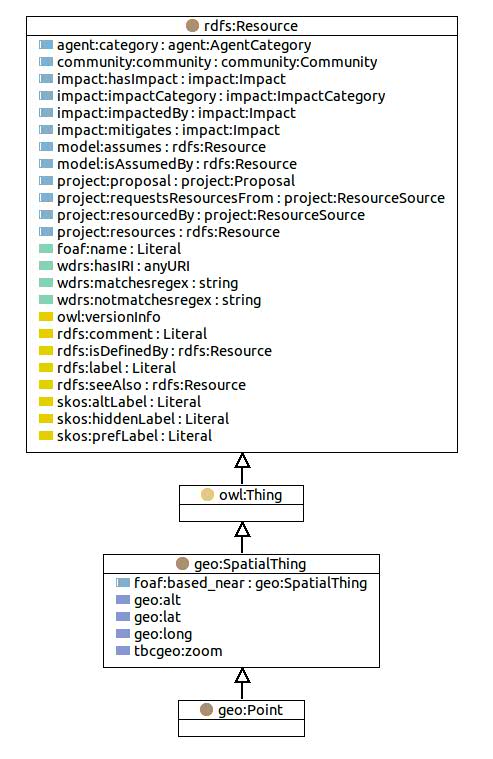 rdfs:Resource
agent:category : agent:AgentCategory
community:community : community:Community
impact:hasImpact : impact:Impact
impact:impactCategory : impact:ImpactCategory
impact:impactedBy : impact:Impact
impact:mitigates : impact:Impact
model:assumes : rdfs:Resource
model:isAssumedBy : rdfs:Resource
project:proposal : project:Proposal
project:requestsResourcesFrom : project:ResourceSource
project:resourcedBy : project:ResourceSource
project:resources : rdfs:Resource
foaf:name : Literal
wdrs:hasIRI : anyURI
wdrs:matchesregex : string
wdrs:notmatchesregex : string
owl:versionInfo
rdfs:comment : Literal
rdfs:isDefinedBy : rdfs:Resource
rdfs:label : Literal
rdfs:seeAlso : rdfs:Resource
skos:altLabel : Literal
skos:hiddenLabel : Literal
skos:prefLabel : Literal
owl:Thing
geo:SpatialThing
foaf:based_near : geo:SpatialThing
geo:alt
geo:lat
geo:long
tbcgeo:zoom
geo:Point